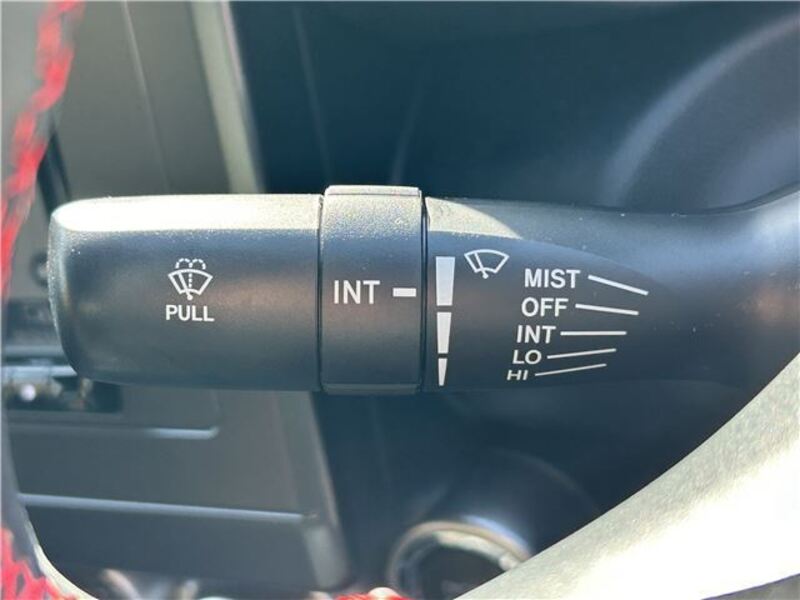 PULL
INT
MIST
OFF
INT
LO
HI